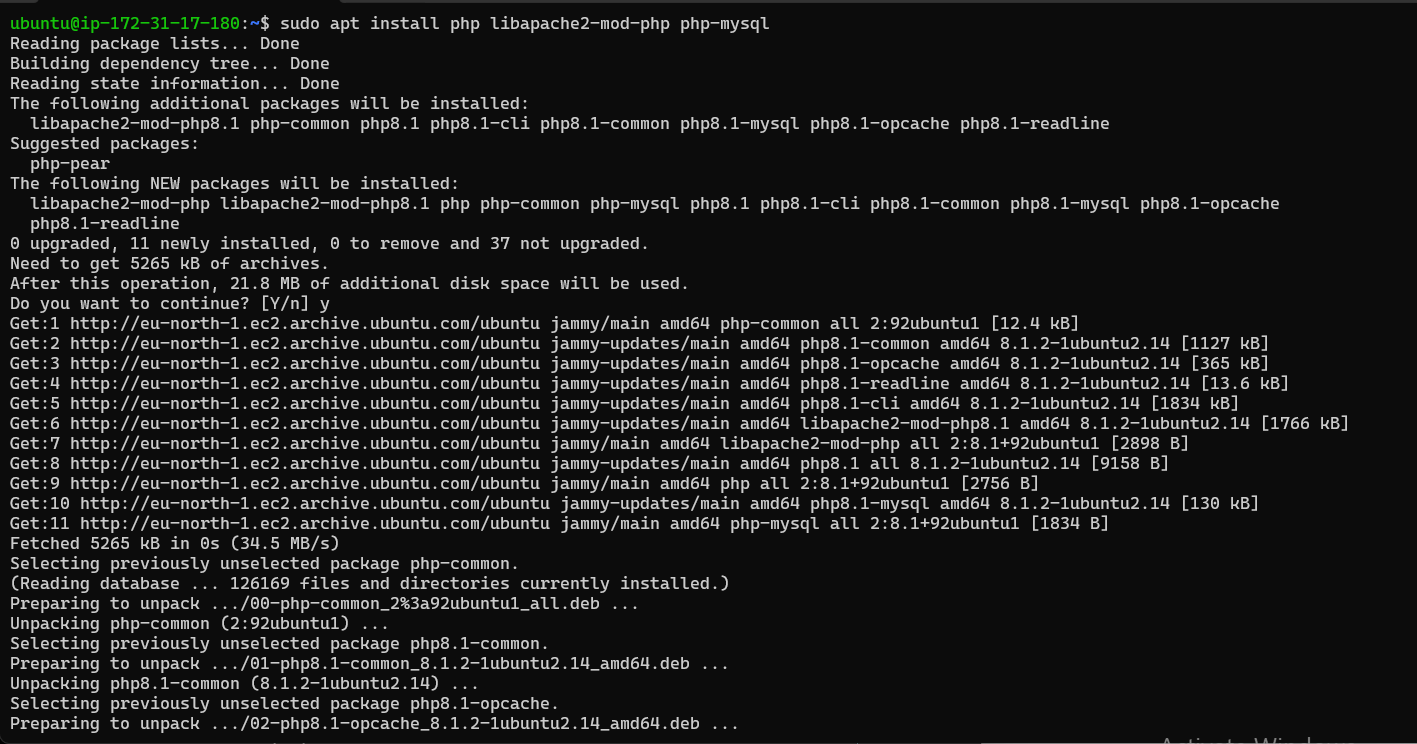 ubuntu@ip-172-31-17-180:~$ sudo apt install php libapache2-mod-php php-mysql
Reading package lists... Done
Building dependency tree... Done
Reading state information... Done
The following additional packages will be installed:
  libapache2-mod-php8.1 php-common php8.1 php8.1-cli php8.1-common php8.1-mysql php8.1-opcache php8.1-readline
Suggested packages:
  php-pear
The following NEW packages will be installed:
  libapache2-mod-php libapache2-mod-php8.1 php php-common php-mysql php8.1 php8.1-cli php8.1-common php8.1-mysql php8.1-opcache
  php8.1-readline
0 upgraded, 11 newly installed, 0 to remove and 37 not upgraded.
Need to get 5265 kB of archives.
After this operation, 21.8 MB of additional disk space will be used.
Do you want to continue? [Y/n] y
Get:1 http://eu-north-1.ec2.archive.ubuntu.com/ubuntu jammy/main amd64 php-common all 2:92ubuntu1 [12.4 kB]
Get:2 http://eu-north-1.ec2.archive.ubuntu.com/ubuntu jammy-updates/main amd64 php8.1-common amd64 8.1.2-1ubuntu2.14 [1127 kB]
Get:3 http://eu-north-1.ec2.archive.ubuntu.com/ubuntu jammy-updates/main amd64 php8.1-opcache amd64 8.1.2-1ubuntu2.14 [365 kB]
Get:4 http://eu-north-1.ec2.archive.ubuntu.com/ubuntu jammy-updates/main amd64 php8.1-readline amd64 8.1.2-1ubuntu2.14 [13.6 kB]
Get:5 http://eu-north-1.ec2.archive.ubuntu.com/ubuntu jammy-updates/main amd64 php8.1-cli amd64 8.1.2-1ubuntu2.14 [1834 kB]
Get:6 http://eu-north-1.ec2.archive.ubuntu.com/ubuntu jammy-updates/main amd64 libapache2-mod-php8.1 amd64 8.1.2-1ubuntu2.14 [1766 kB]
Get:7 http://eu-north-1.ec2.archive.ubuntu.com/ubuntu jammy/main amd64 libapache2-mod-php all 2:8.1+92ubuntu1 [2898 B]
Get:8 http://eu-north-1.ec2.archive.ubuntu.com/ubuntu jammy-updates/main amd64 php8.1 all 8.1.2-1ubuntu2.14 [9158 B]
Get:9 http://eu-north-1.ec2.archive.ubuntu.com/ubuntu jammy/main amd64 php all 2:8.1+92ubuntu1 [2756 B]
Get:10 http://eu-north-1.ec2.archive.ubuntu.com/ubuntu jammy-updates/main amd64 php8.1-mysql amd64 8.1.2-1ubuntu2.14 [130 kB]
Get:11 http://eu-north-1.ec2.archive.ubuntu.com/ubuntu jammy/main amd64 php-mysql all 2:8.1+92ubuntu1 [1834 B]
Fetched 5265 kB in 0s (34.5 MB/s)
Selecting previously unselected package php-common.
(Reading database ... 126169 files and directories currently installed.)
Preparing to unpack .../00-php-common_2%3a92ubuntu1_all.deb ...
Unpacking php-common (2:92ubuntu1) ...
Selecting previously unselected package php8.1-common.
Preparing to unpack .../01-php8.1-common_8.1.2-1ubuntu2.14_amd64.deb ...
Unpacking php8.1-common (8.1.2-1ubuntu2.14) ...
Selecting previously unselected package php8.1-opcache.
Preparing to unpack .../02-php8.1-opcache_8.1.2-1ubuntu2.14_amd64.deb ...